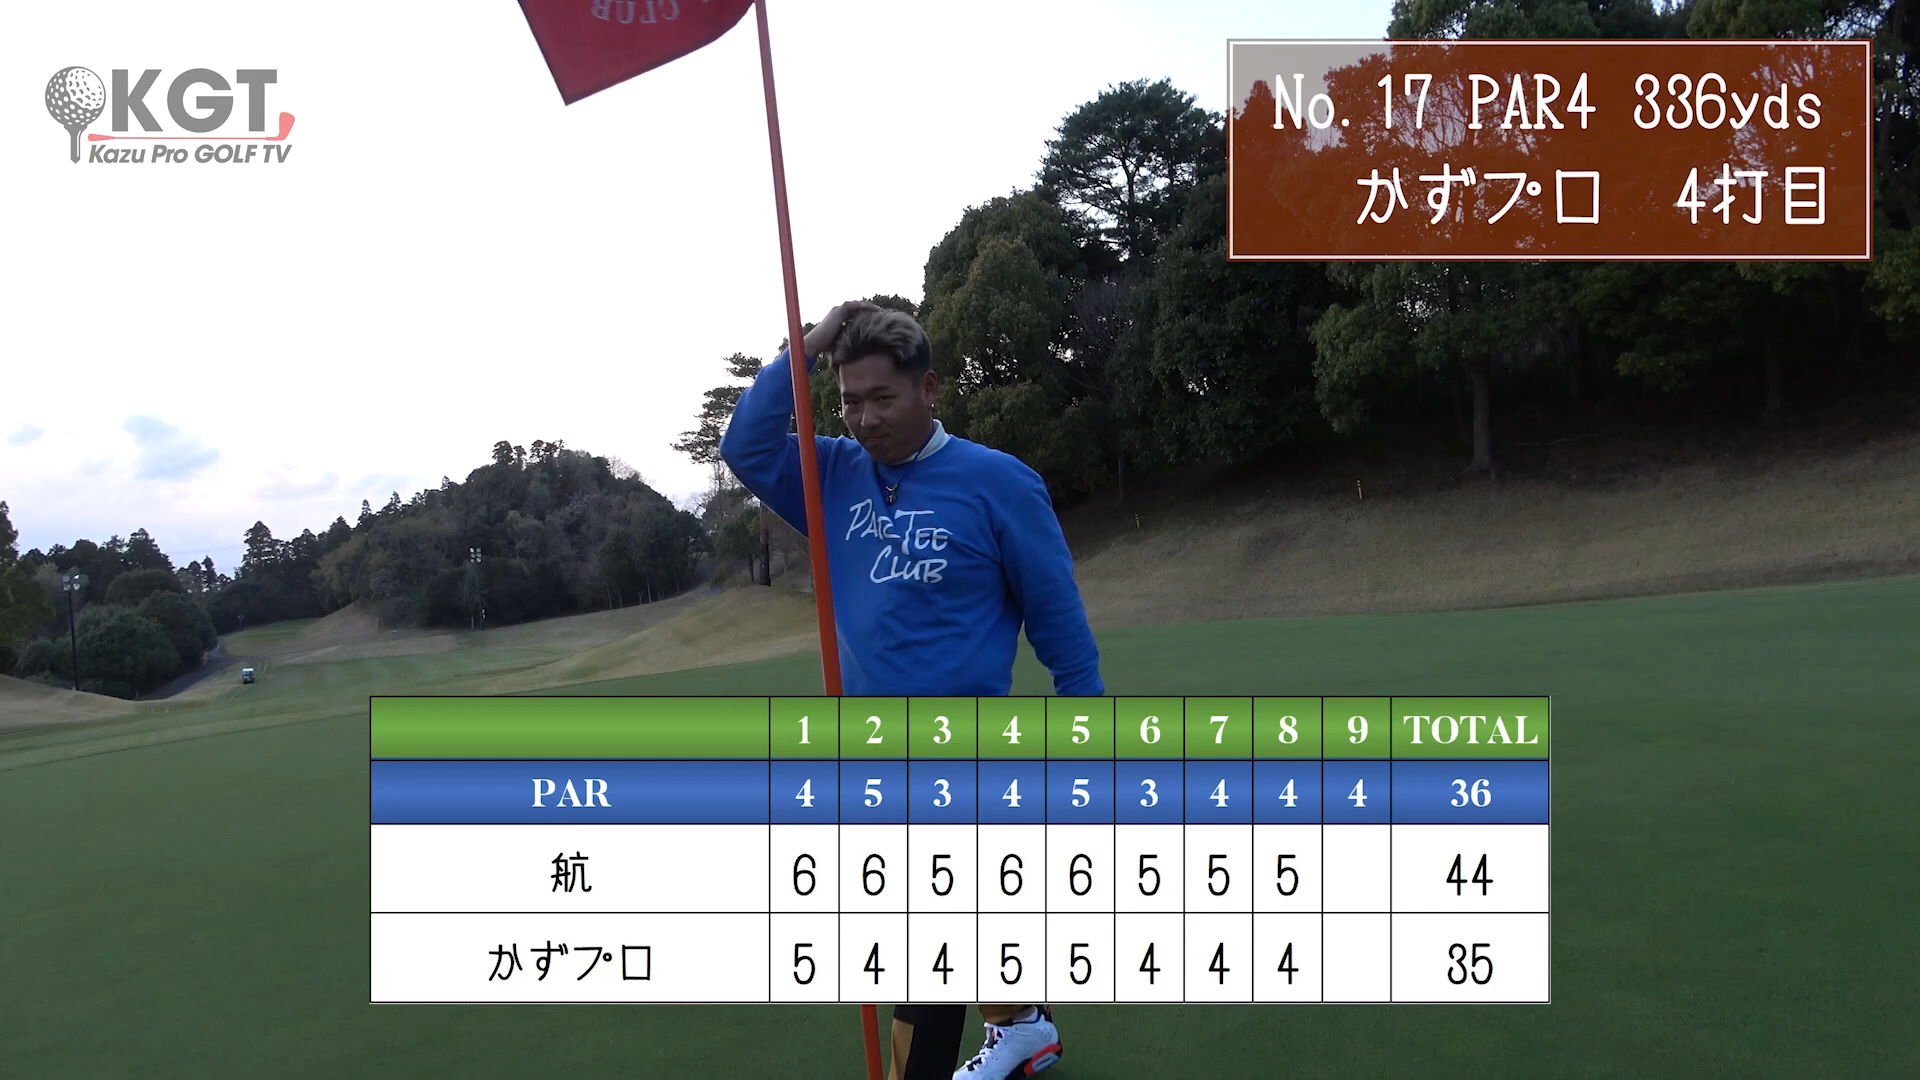 CLUB
KGT
Kazu Pro GOLF TV
No. 17 PAR4 336yds
かずプロ 4打目
PARTEE
CLUB
1 2 3 4 5 6 7 8 9 TOTAL
PAR 4 5 3 4 5 3 4 4 4 36
航 6 6 5 6 6 5 5 5 44
かずプロ 5 4 4 5 5 4 4 4 35